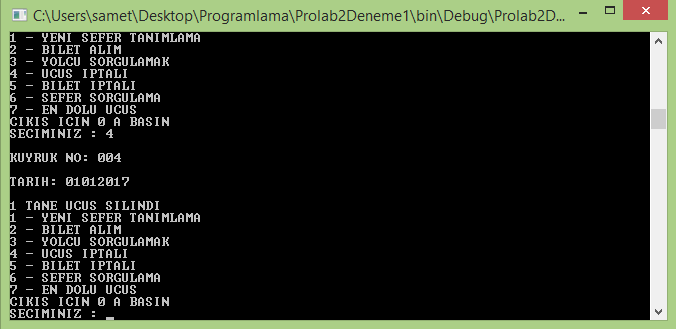 C:\Users\samet\Desktop\Programlama\Prolab2Deneme1\bin\Debug\Prolab2D...
1 - YENI SEFER TANIMLAMA
2 - BILET ALIM
3 - YOLCU SORGULAMAK
4 - UCUS IPTALI
5 - BILET IPTALI
6 - SEFER SORGULAMA
7 - EN DOLU UCUS
CIKIS ICIN 0 A BASIN
SECIMINIZ : 4
KUYRUK NO: 004
TARIH: 01012017
1 TANE UCUS SILINDI
1 - YENI SEFER TANIMLAMA
2 - BILET ALIM
3 - YOLCU SORGULAMAK
4 - UCUS IPTALI
5 - BILET IPTALI
6 - SEFER SORGULAMA
7 - EN DOLU UCUS
CIKIS ICIN 0 A BASIN
SECIMINIZ : _